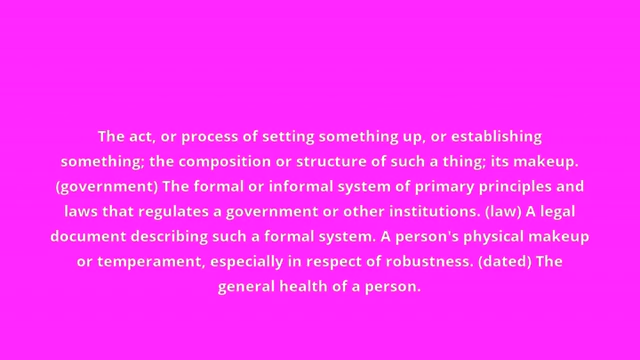 The act, or process of setting something up, or establishing
something; the composition or structure of such a thing; its makeup.
(government) The formal or informal system of primary principles and
laws that regulates a government or other institutions. (law) A legal
document describing such a formal system. A person's physical makeup
or temperament, especially in respect of robustness. (dated) The
general health of a person.